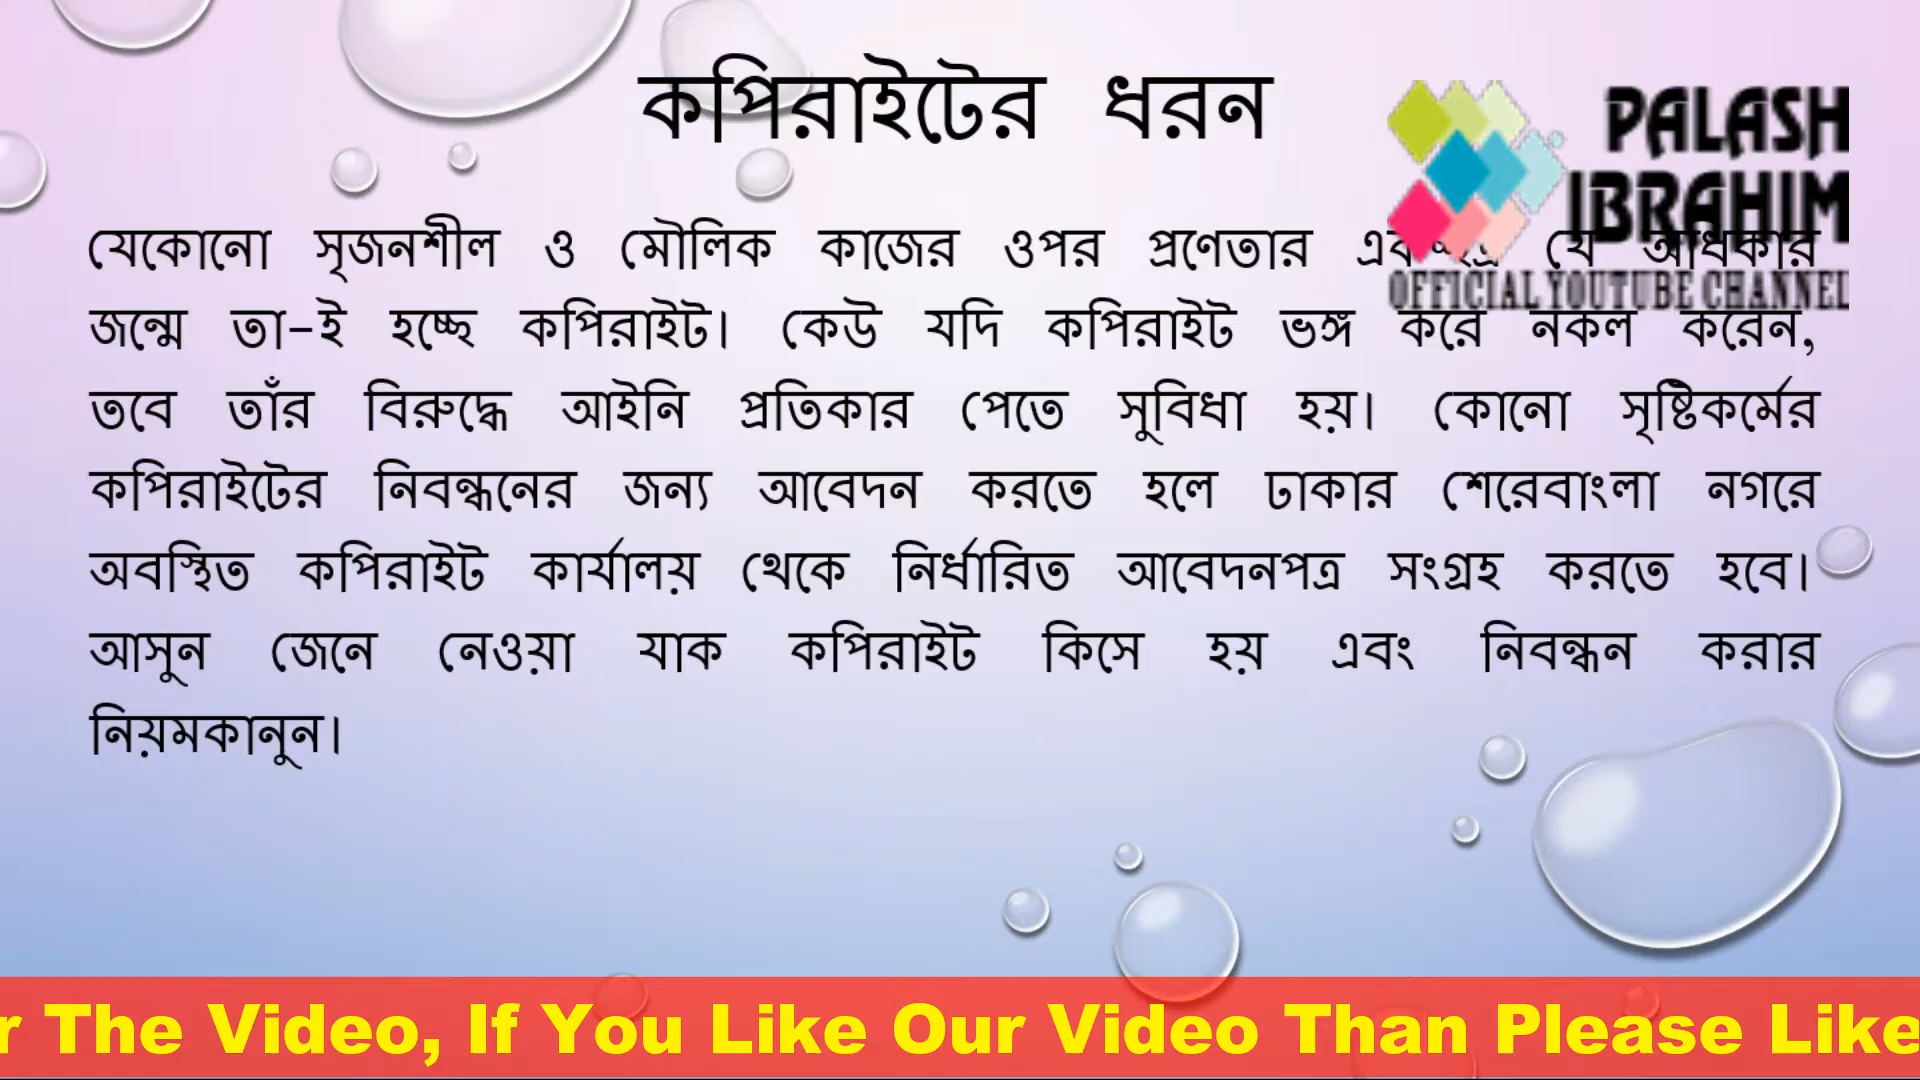 কপিরাইটের ধরন
PALASH
IBRAHIM
OFFICIAL YOUTUBE CHANNEL
যেকোনো সৃজনশীল ও মৌলিক কাজের ওপর প্রণেতার যে অধিকার
জন্মে তা–ই হচ্ছে কপিরাইট। কেউ যদি কপিরাইট ভঙ্গ করে নকল করেন,
তবে তাঁর বিরুদ্ধে আইনি প্রতিকার পেতে সুবিধা হয়। কোনো সৃষ্টিকর্মের
কপিরাইটের নিবন্ধনের জন্য আবেদন করতে হলে ঢাকার শেরেবাংলা নগরে
অবস্থিত কপিরাইট কার্যালয় থেকে নির্ধারিত আবেদনপত্র সংগ্রহ করতে হবে।
আসুন জেনে নেওয়া যাক কপিরাইট কিসে হয় এবং নিবন্ধন করার
নিয়মকানুন।
r The Video, If You Like Our Video Than Please Like